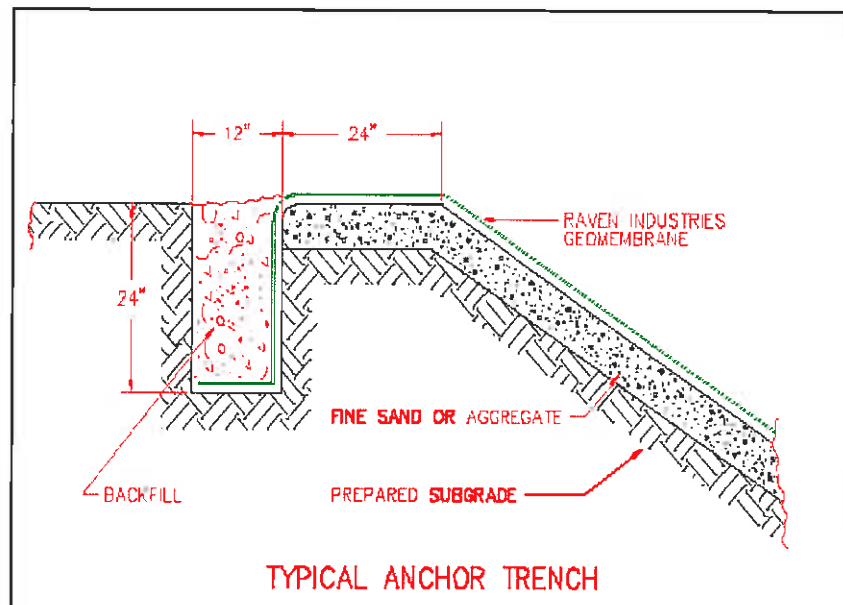 12"
24"
RAVEN INDUSTRIES
GEOMEMBRANE
24"
FINE SAND OR AGGREGATE
BACKFILL
PREPARED SUBGRADE
TYPICAL ANCHOR TRENCH